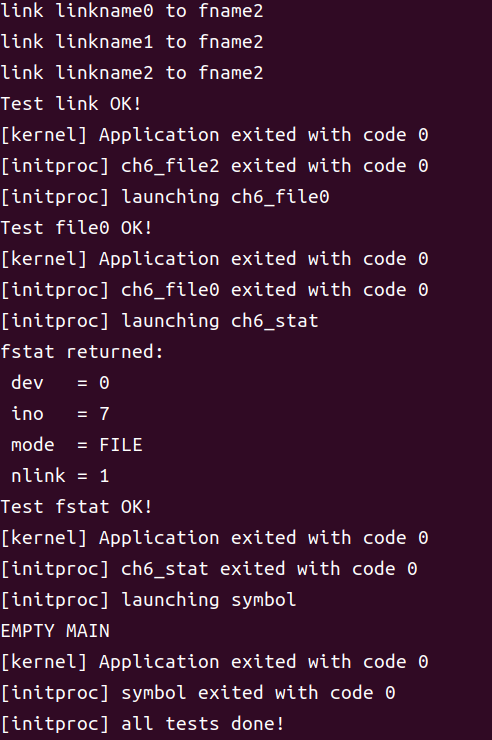 link linkname0 to fname2
link linkname1 to fname2
link linkname2 to fname2
Test link OK!
[kernel] Application exited with code 0
[initproc] ch6_file2 exited with code 0
[initproc] launching ch6_file0
Test file0 OK!
[kernel] Application exited with code 0
[initproc] ch6_file0 exited with code 0
[initproc] launching ch6_stat
fstat returned:
 dev   = 0
 ino   = 7
 mode  = FILE
 nlink = 1
Test fstat OK!
[kernel] Application exited with code 0
[initproc] ch6_stat exited with code 0
[initproc] launching symbol
EMPTY MAIN
[kernel] Application exited with code 0
[initproc] symbol exited with code 0
[initproc] all tests done!